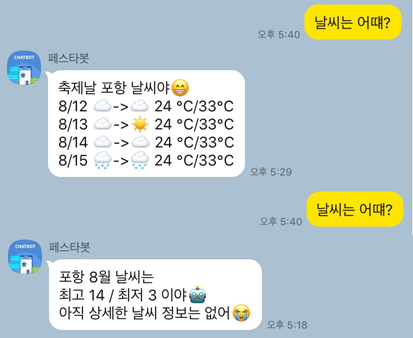 날씨는 어떄?
오후 5:40
CHATBOT
페스타봇
축제날 포항 날씨야😁
8/12 ☁️->☁️ 24 °C/33°C
8/13 ☁️->☀️ 24 °C/33°C
8/14 ☁️->☁️ 24 °C/33°C
8/15 🌧️->🌧️ 24 °C/33°C
오후 5:29
날씨는 어떄?
오후 5:40
CHATBOT
페스타봇
포항 8월 날씨는
최고 14 / 최저 3 이야🤖
아직 상세한 날씨 정보는 없어😭
오후 5:18